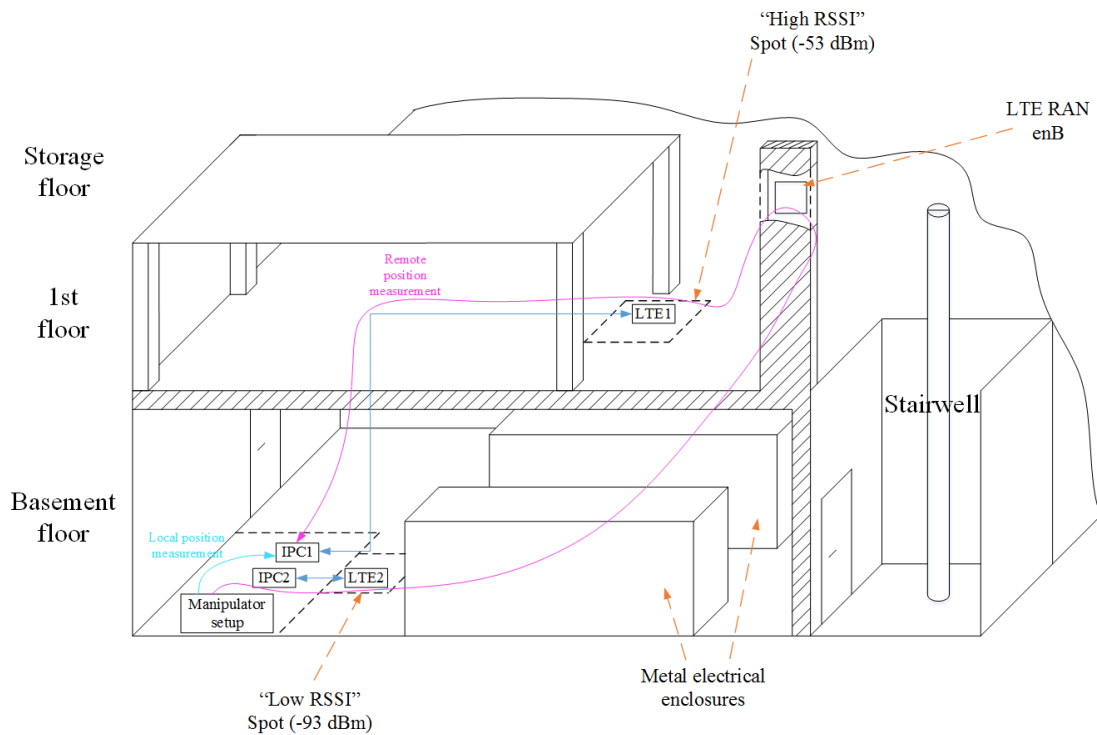 “High RSSI”
Spot (-53 dBm)
LTE RAN
enB
Storage
floor
Remote
position
measurement
1st
floor
LTE1
Stairwell
Basement
floor
Local position
measurement
IPC1
IPC2
LTE2
Manipulator
setup
Metal electrical
enclosures
“Low RSSI”
Spot (-93 dBm)